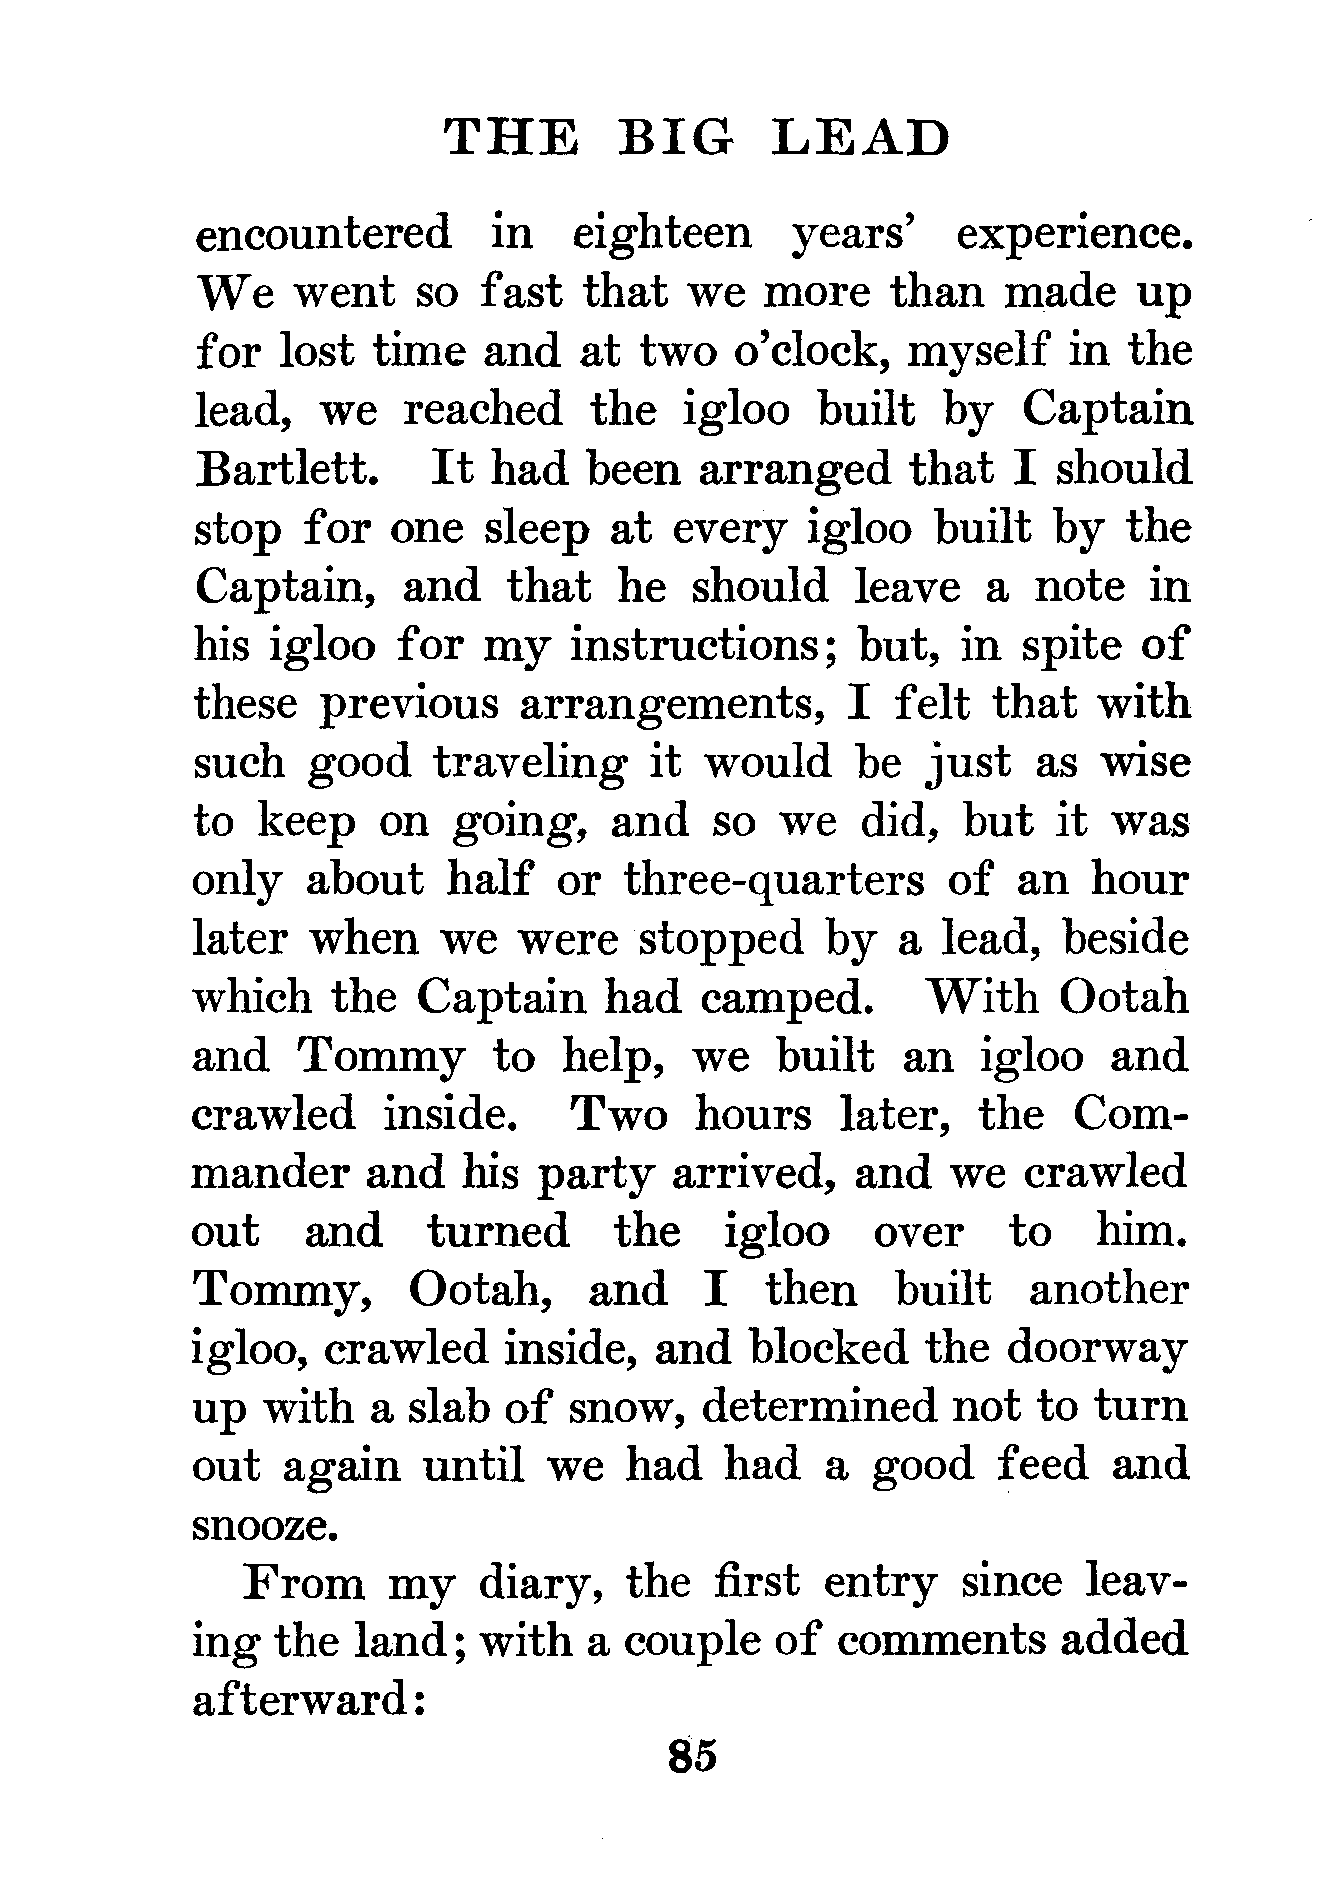 THE BIG LEAD
encountered in eighteen years' experience.
We went so fast that we more than made up
for lost time and at two o'clock, myself in the
lead, we reached the igloo built by Captain
Bartlett. It had been arranged that I should
stop for one sleep at every igloo built by the
Captain, and that he should leave a note in
his igloo for my instructions; but, in spite of
these previous arrangements, I felt that with
such good traveling it would be just as wise
to keep on going, and so we did, but it was
only about half or three-quarters of an hour
later when we were stopped by a lead, beside
which the Captain had camped. With Ootah
and Tommy to help, we built an igloo and
crawled inside. Two hours later, the Com-
mander and his party arrived, and we crawled
out and turned the igloo over to him.
Tommy, Ootah, and I then built another
igloo, crawled inside, and blocked the doorway
up with a slab of snow, determined not to turn
out again until we had had a good feed and
snooze.
From my diary, the first entry since leav-
ing the land; with a couple of comments added
afterward:
85